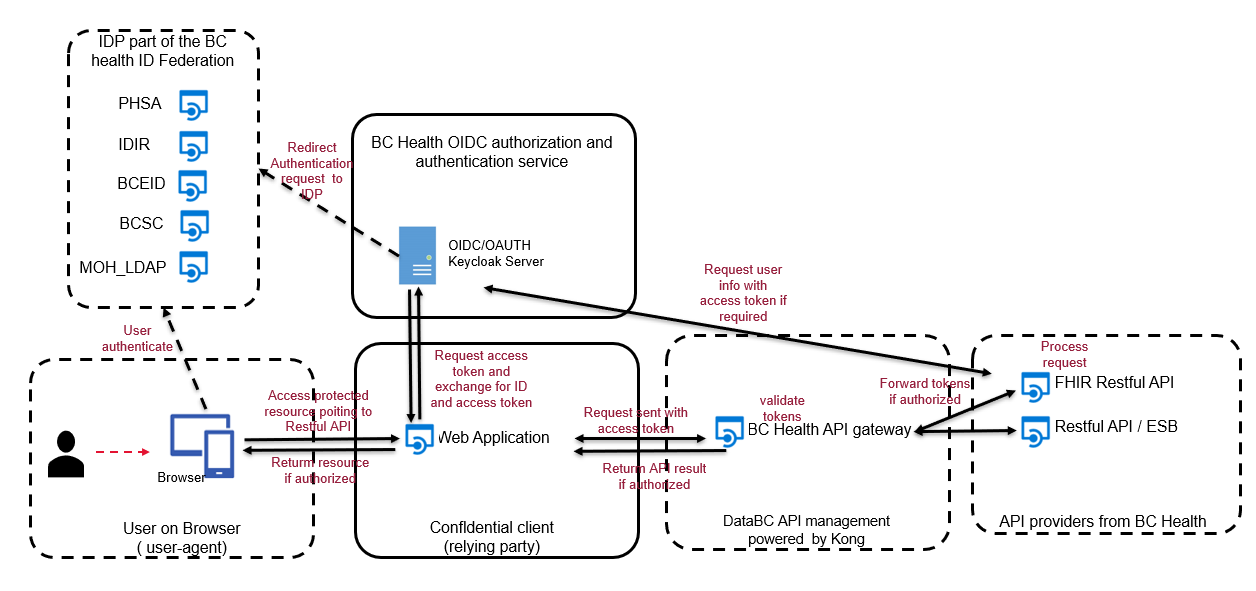 IDP part of the BC
health ID Federation
PHSA
IDIR
BCEID
BCSC
MOH_LDAP
BC Health OIDC authorization and
authentication service
Redirect
Authentication
request to
IDP
OIDC/OAUTH
Keycloak Server
Request user
info with
access token if
required
User
authenticate
Request access
token and
exchange for ID
and access token
Process
request
FHIR Restful API
Forward tokens
if authorized
Access protected
resource poiting to
Restful API
validate
tokens
Request sent with
access token
Web Application
BC Health API gateway
Restful API / ESB
Returm resource
if authorized
Returm API result
if authorized
Browser
User on Browser
( user-agent)
Confldential client
(relying party)
DataBC API management
powered by Kong
API providers from BC Health